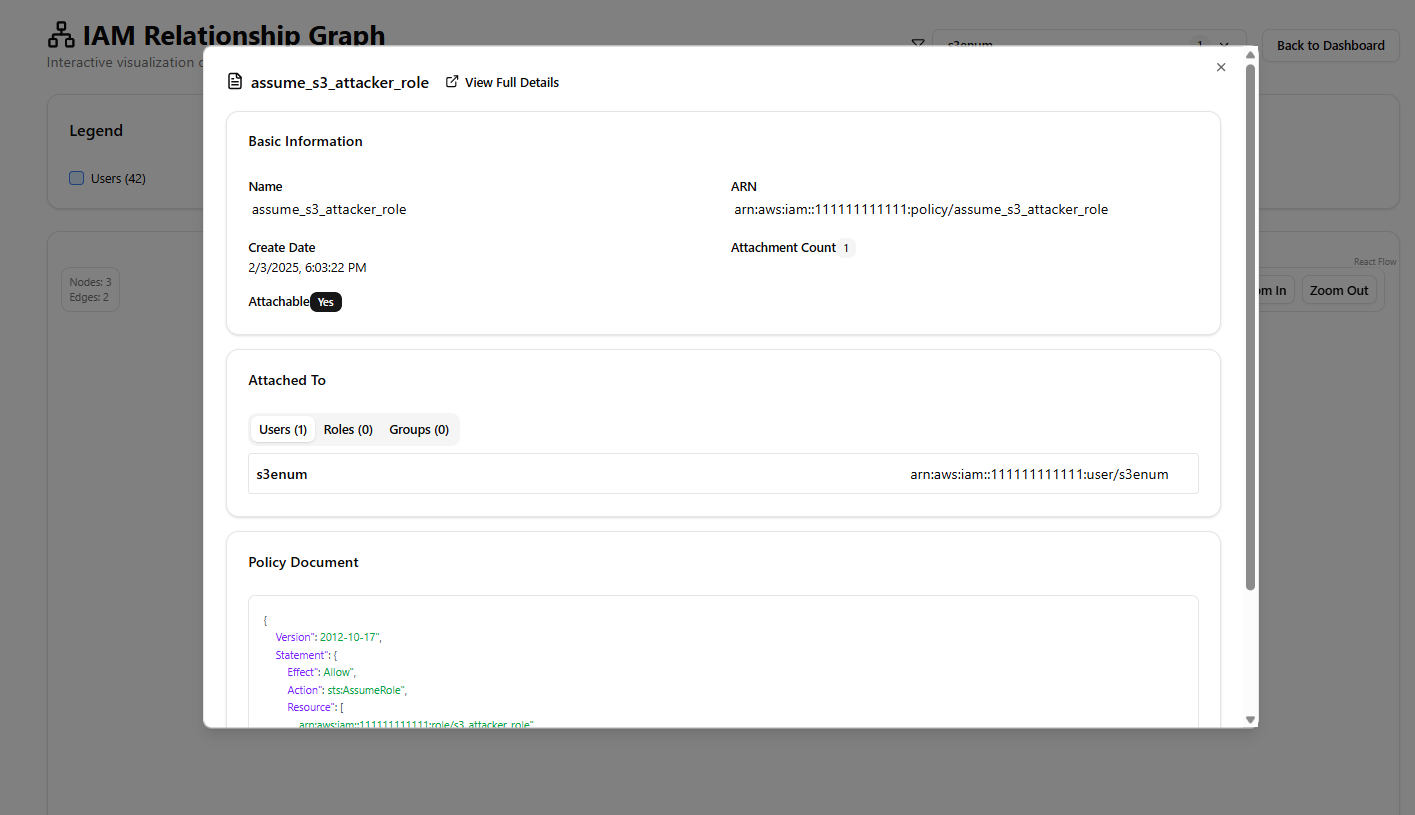 IAM Relationship Graph
Interactive visualization
s3enum 1
Back to Dashboard
assume_s3_attacker_role View Full Details
Legend
Users (42)
Basic Information
Name
assume_s3_attacker_role
ARN
arn:aws:iam::111111111111:policy/assume_s3_attacker_role
Create Date
2/3/2025, 6:03:22 PM
Attachment Count 1
Attachable Yes
Nodes: 3
Edges: 2
React Flow
m In
Zoom Out
Attached To
Users (1) Roles (0) Groups (0)
s3enum arn:aws:iam::111111111111:user/s3enum
Policy Document
{
Version": 2012-10-17",
Statement": {
Effect": Allow",
Action": sts:AssumeRole",
Resource": [
arn:aws:iam::111111111111:role/s3_attacker_role"